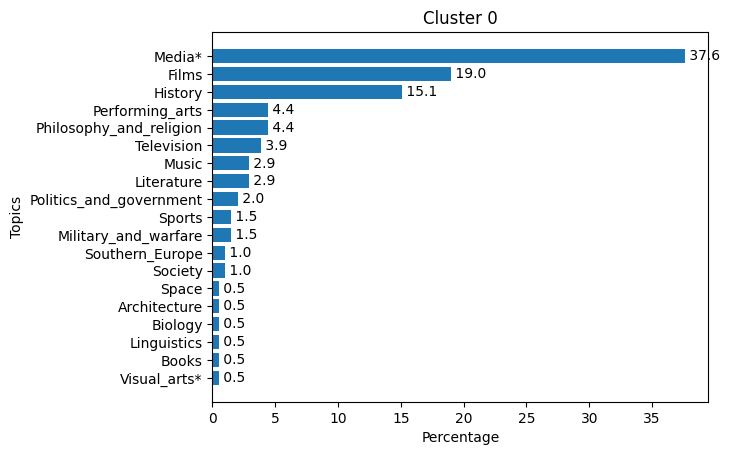 Cluster 0
Media* 37.6
Films 19.0
History 15.1
Performing_arts 4.4
Philosophy_and_religion 4.4
Television 3.9
Music 2.9
Literature 2.9
Politics_and_government 2.0
Sports 1.5
Military_and_warfare 1.5
Southern_Europe 1.0
Society 1.0
Space 0.5
Architecture 0.5
Biology 0.5
Linguistics 0.5
Books 0.5
Visual_arts* 0.5
Topics
0 5 10 15 20 25 30 35
Percentage